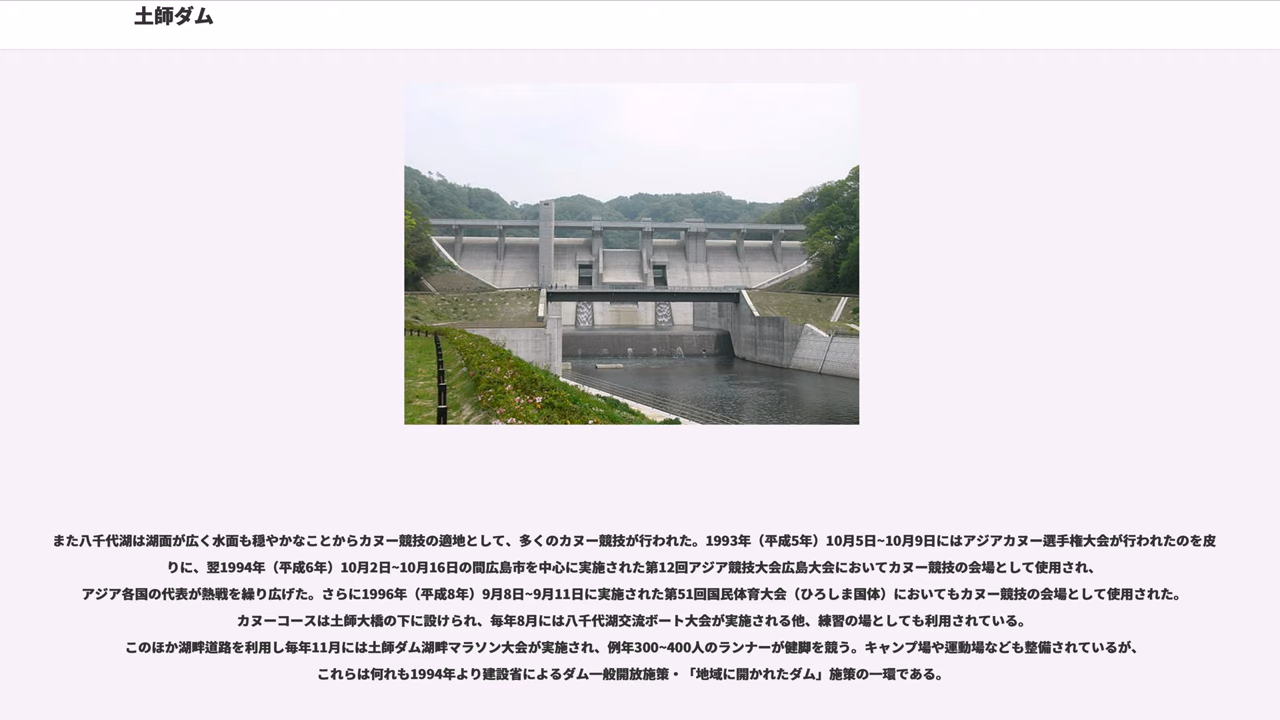 土師ダム
また八千代湖は湖面が広く水面も穏やかなことからカヌー競技の適地として、多くのカヌー競技が行われた。1993年（平成5年）10月5日~10月9日にはアジアカヌー選手権大会が行われたのを皮
りに、翌1994年（平成6年）10月2日~10月16日の間広島市を中心に実施された第12回アジア競技大会広島大会においてカヌー競技の会場として使用され、
アジア各国の代表が熱戦を繰り広げた。さらに1996年（平成8年）9月8日~9月11日に実施された第51回国民体育大会（ひろしま国体）においてもカヌー競技の会場として使用された。
カヌーコースは土師大橋の下に設けられ、毎年8月には八千代湖交流ボート大会が実施される他、練習の場としても利用されている。
このほか湖畔道路を利用し毎年11月には土師ダム湖畔マラソン大会が実施され、例年300~400人のランナーが健脚を競う。キャンプ場や運動場なども整備されているが、
これらは何れも1994年より建設省によるダム一般開放施策・「地域に開かれたダム」施策の一環である。